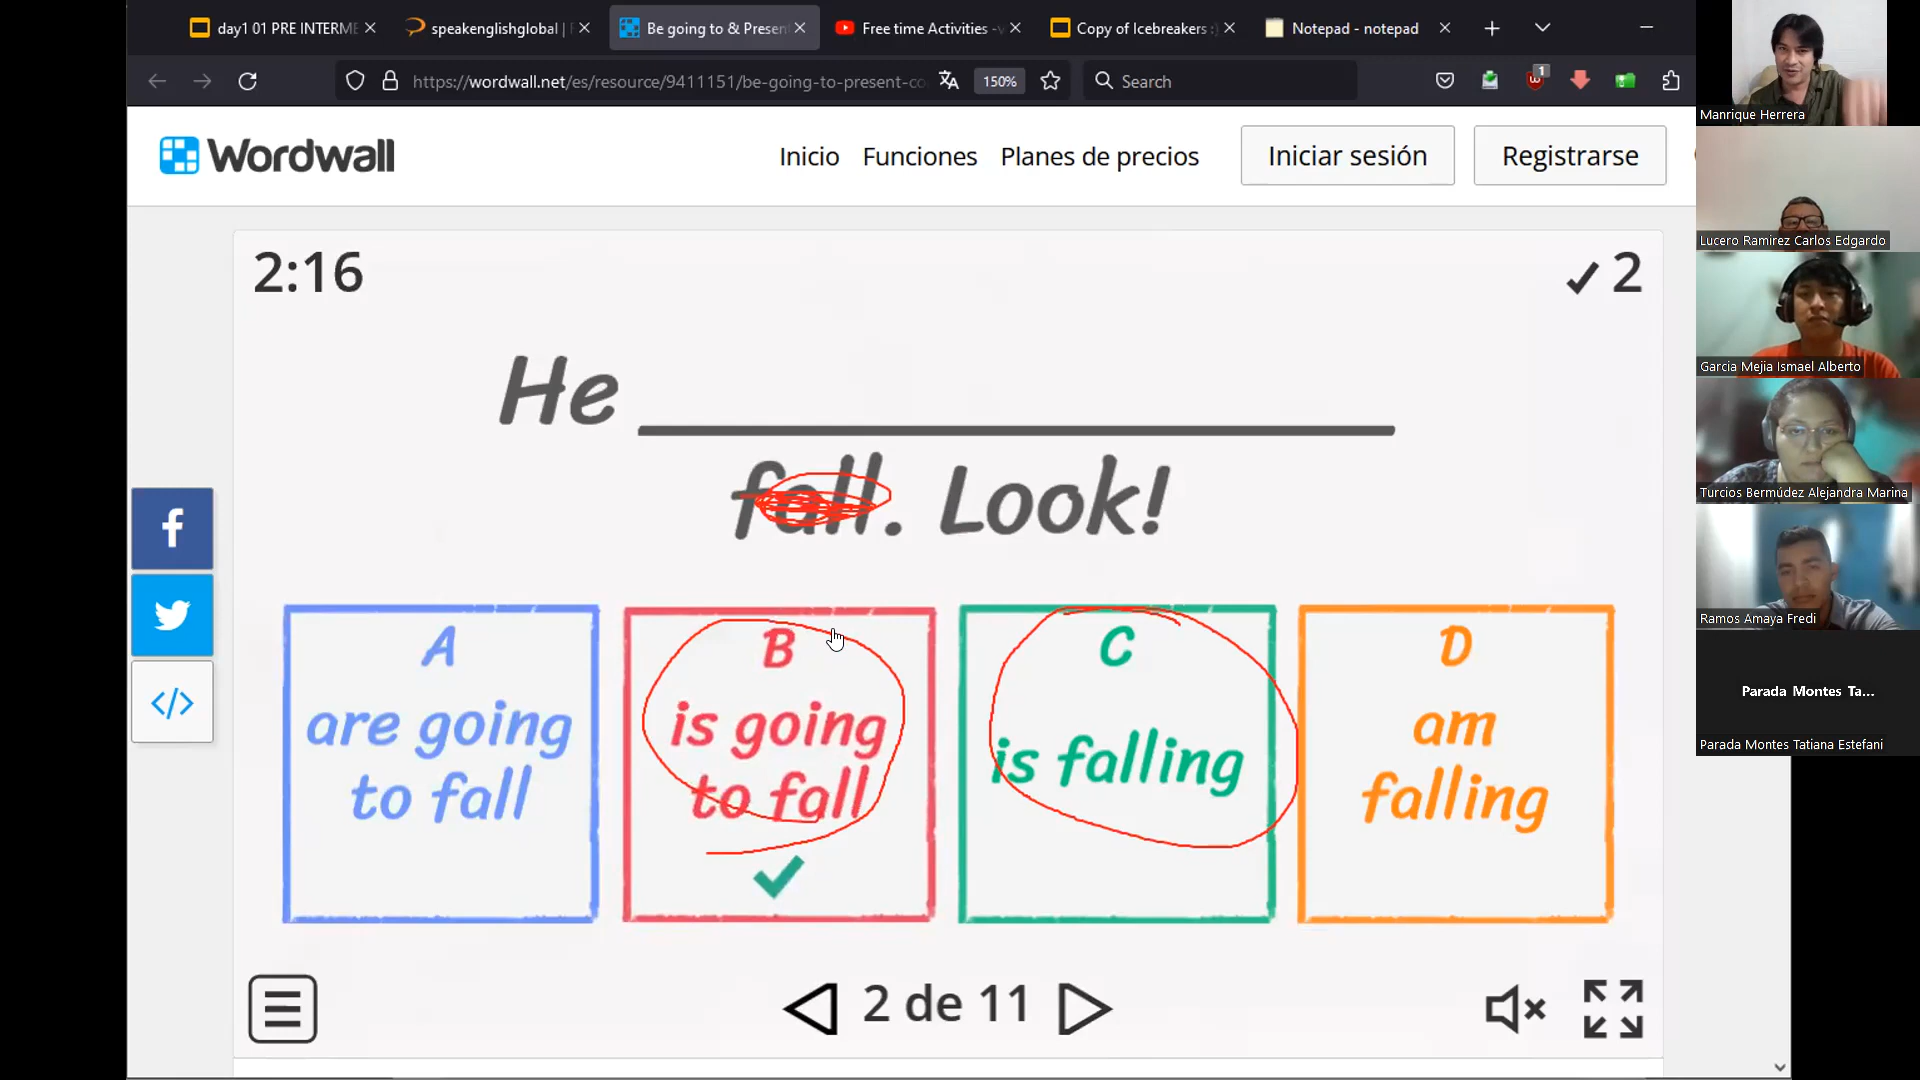 day1 01 PRE INTERME
speakenglishglobal |
Be going to & Presen
Free time Activities -v
Copy of Icebreakers :)
Notepad - notepad
https://wordwall.net/es/resource/9411151/be-going-to-present-co
150%
Search
1
Wordwall
Inicio
Funciones
Planes de precios
Iniciar sesión
Registrarse
2:16
2
He ____________
fall. Look!
A
are going
to fall
B
is going
to fall
C
is falling
D
am
falling
2 de 11
Manrique Herrera
Lucero Ramirez Carlos Edgardo
Garcia Mejia Ismael Alberto
Turcios Bermúdez Alejandra Marina
Ramos Amaya Fredi
Parada Montes Ta...
Parada Montes Tatiana Estefani